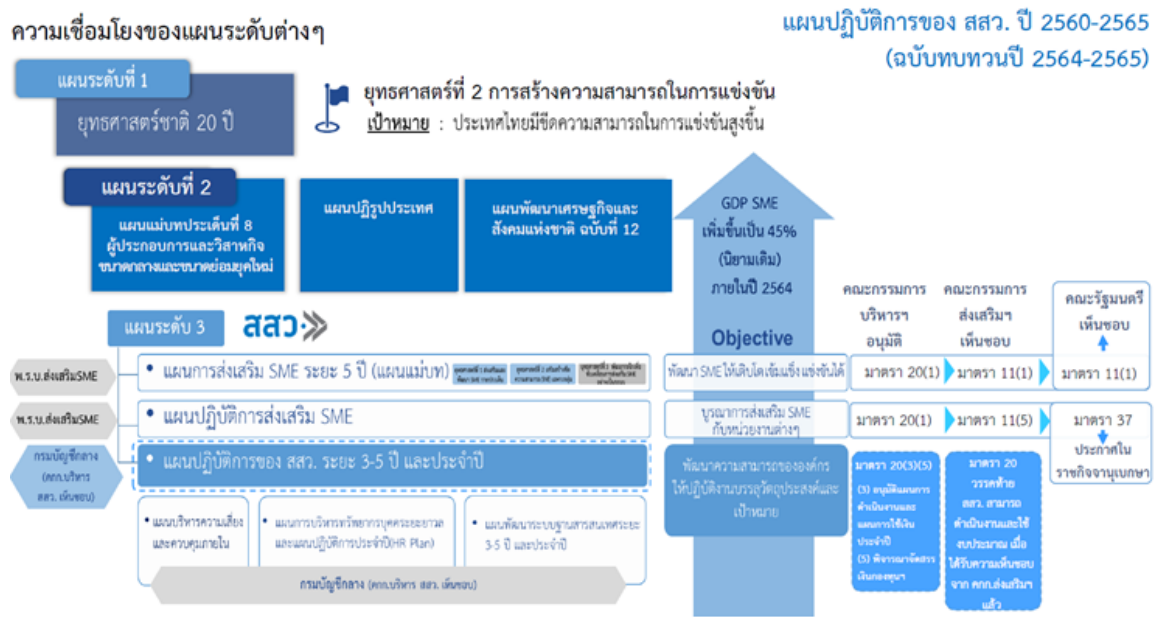 ความเชื่อมโยงของแผนระดับต่างๆ
แผนปฏิบัติการของ สสว. ปี 2560-2565
(ฉบับทบทวนปี 2564-2565)
แผนระดับที่ 1
ยุทธศาสตร์ชาติ 20 ปี
ยุทธศาสตร์ที่ 2 การสร้างความสามารถในการแข่งขัน
เป้าหมาย : ประเทศไทยมีขีดความสามารถในการแข่งขันสูงขึ้น
แผนระดับที่ 2
แผนแม่บทประเด็นที่ 8
ผู้ประกอบการและวิสาหกิจ
ขนาดกลางและขนาดย่อมยุคใหม่
แผนปฏิรูปประเทศ
แผนพัฒนาเศรษฐกิจและ
สังคมแห่งชาติ ฉบับที่ 12
GDP SME
เพิ่มขึ้นเป็น 45%
(นิยามเดิม)
ภายในปี 2564
Objective
คณะกรรมการ
บริหารฯ
อนุมัติ
คณะกรรมการ
ส่งเสริมฯ
เห็นชอบ
คณะรัฐมนตรี
เห็นชอบ
แผนระดับ 3
สสว
พ.ร.บ.ส่งเสริมSME
• แผนการส่งเสริม SME ระยะ 5 ปี (แผนแม่บท)
พัฒนา SME ให้เติบโตเข้มแข็ง แข่งขันได้
มาตรา 20(1)
มาตรา 11(1)
มาตรา 11(1)
พ.ร.บ.ส่งเสริมSME
• แผนปฏิบัติการส่งเสริม SME
บูรณาการส่งเสริม SME
กับหน่วยงานต่างๆ
มาตรา 20(1)
มาตรา 11(5)
มาตรา 37
ประกาศใน
ราชกิจจานุเบกษา
กรมบัญชีกลาง
(คกก.บริหาร
สสว. เห็นชอบ)
• แผนปฏิบัติการของ สสว. ระยะ 3-5 ปี และประจำปี
พัฒนาความสามารถขององค์กร
ให้ปฏิบัติงานบรรลุวัตถุประสงค์และ
เป้าหมาย
มาตรา 20(3)(5)
(3) อนุมัติแผนการ
ดำเนินงานและ
แผนการใช้เงิน
ประจำปี
(5) พิจารณาจัดสรร
เงินกองทุนฯ
มาตรา 20
วรรคท้าย
สสว. สามารถ
ดำเนินงานและใช้
งบประมาณ เมื่อ
ได้รับความเห็นชอบ
จาก คกก.ส่งเสริมฯ
แล้ว
• แผนบริหารความเสี่ยง
และควบคุมภายใน
• แผนการบริหารทรัพยากรบุคคลระยะยาว
และแผนปฏิบัติการประจำปี(HR Plan)
• แผนพัฒนาระบบฐานสารสนเทศระยะ
3-5 ปี และประจำปี
กรมบัญชีกลาง (คกก.บริหาร สสว. เห็นชอบ)